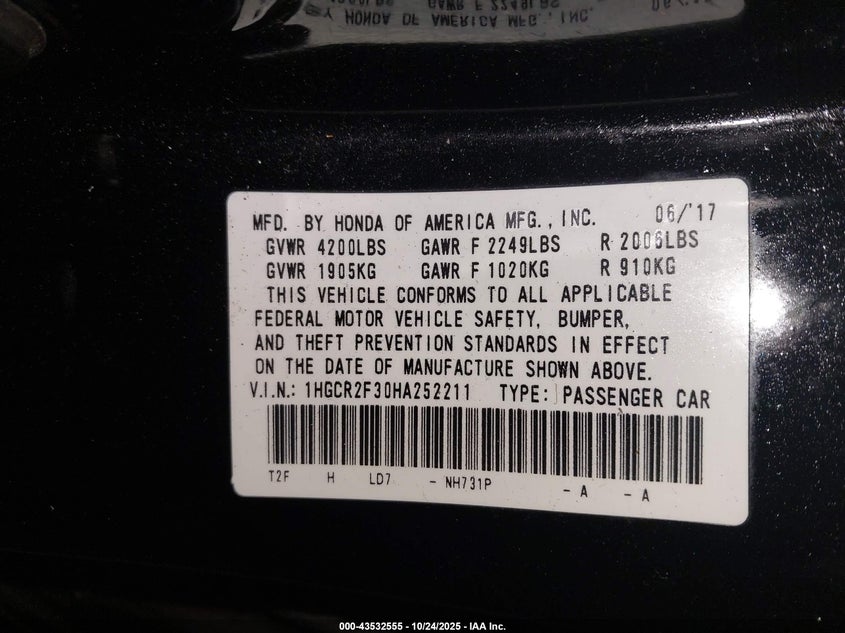 MFD. BY HONDA OF AMERICA MFG., INC. 06/'17
GVWR 4200LBS GAWR F 2249LBS R 2006LBS
GVWR 1905KG GAWR F 1020KG R 910KG
THIS VEHICLE CONFORMS TO ALL APPLICABLE
FEDERAL MOTOR VEHICLE SAFETY, BUMPER,
AND THEFT PREVENTION STANDARDS IN EFFECT
ON THE DATE OF MANUFACTURE SHOWN ABOVE.
V.I.N.: 1HGCR2F30HA252211 TYPE: PASSENGER CAR
T2F H LD7 - NH731P - A - A
000-43532555 - 10/24/2025 - IAA Inc.